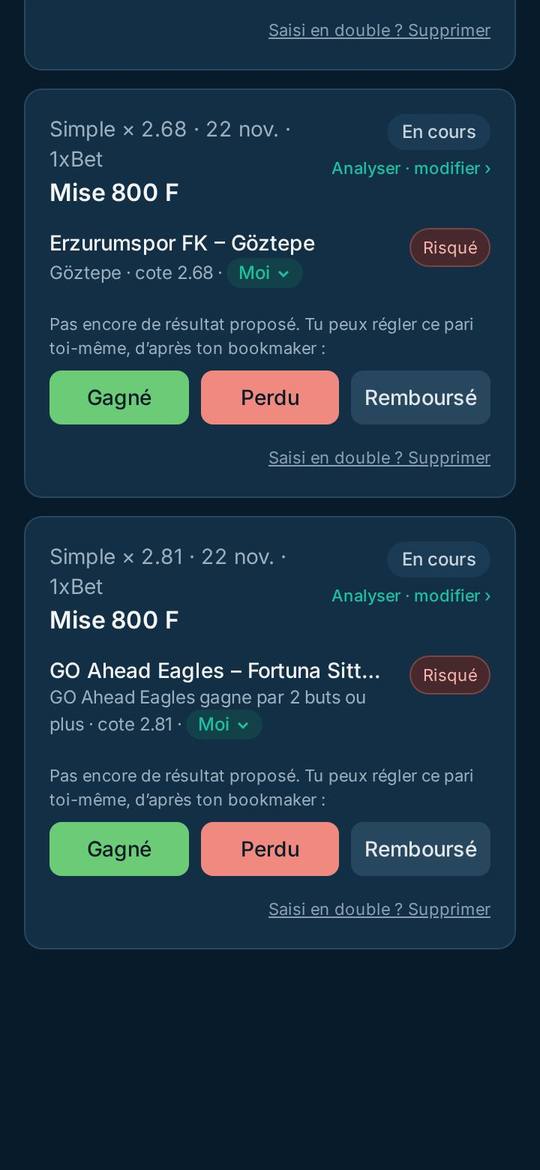 Saisi en double ? Supprimer
Simple × 2.68 · 22 nov. ·
1xBet
En cours
Analyser · modifier ›
Mise 800 F
Erzurumspor FK – Göztepe
Risqué
Göztepe · cote 2.68 · Moi
Pas encore de résultat proposé. Tu peux régler ce pari
toi-même, d’après ton bookmaker :
Gagné
Perdu
Remboursé
Saisi en double ? Supprimer
Simple × 2.81 · 22 nov. ·
1xBet
En cours
Analyser · modifier ›
Mise 800 F
GO Ahead Eagles – Fortuna Sitt...
Risqué
GO Ahead Eagles gagne par 2 buts ou
plus · cote 2.81 · Moi
Pas encore de résultat proposé. Tu peux régler ce pari
toi-même, d’après ton bookmaker :
Gagné
Perdu
Remboursé
Saisi en double ? Supprimer